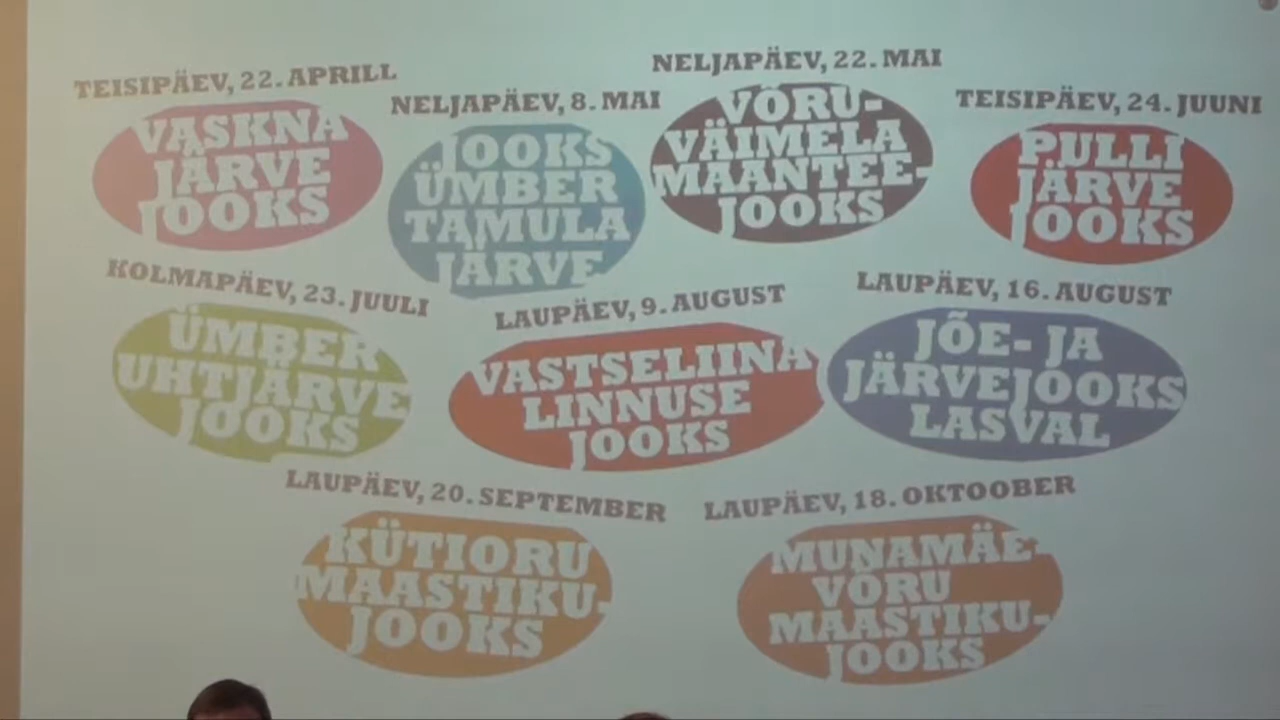 TEISIPÄEV, 22. APRILL
VASKNA
JÄRVE
JOOKS
NELJAPÄEV, 8. MAI
JOOKS
ÜMBER
TAMULA
JÄRVE
NELJAPÄEV, 22. MAI
VÕRU-
VÄIMELA
MAANTEE-
JOOKS
TEISIPÄEV, 24. JUUNI
PULLI
JÄRVE
JOOKS
KOLMAPÄEV, 23. JUULI
ÜMBER
UHTJÄRVE
JOOKS
LAUPÄEV, 9. AUGUST
VASTSELIINA
LINNUSE
JOOKS
LAUPÄEV, 16. AUGUST
JÕE- JA
JÄRVEJOOKS
LASVAL
LAUPÄEV, 20. SEPTEMBER
KÜTIORU
MAASTIKU-
JOOKS
LAUPÄEV, 18. OKTOOBER
MUNAMÄE-
VÕRU
MAASTIKU-
JOOKS